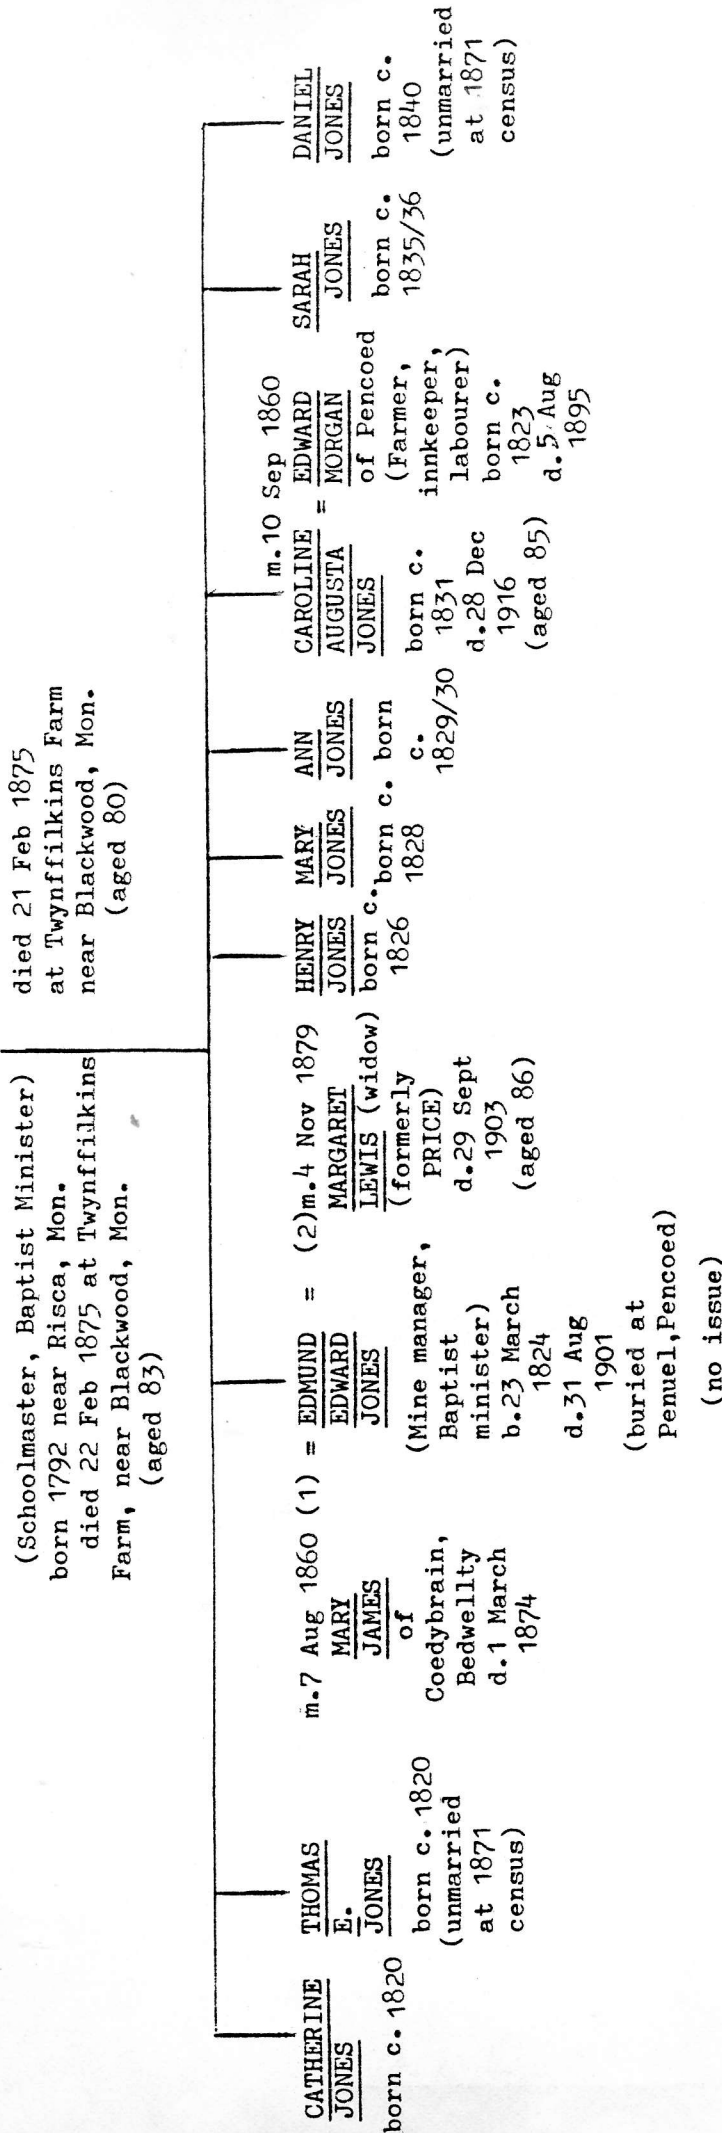 (Schoolmaster, Baptist Minister)
born 1792 near Risca, Mon.
died 22 Feb 1875 at Twynffilkins
Farm, near Blackwood, Mon.
(aged 83)
died 21 Feb 1875
at Twynffilkins Farm
near Blackwood, Mon.
(aged 80)
CATHERINE
JONES
born c. 1820
THOMAS
E.
JONES
born c. 1820
(unmarried
at 1871
census)
m.7 Aug 1860 (1) =
MARY
JAMES
of
Coedybrain,
Bedwellty
d.1 March
1874
EDMUND =
EDWARD
JONES
(Mine manager,
Baptist
minister)
b.23 March
1824
d.31 Aug
1901
(buried at
Penuel,Pencoed)
(no issue)
(2)m.4 Nov 1879
MARGARET
LEWIS (widow)
(formerly
PRICE)
d.29 Sept
1903
(aged 86)
HENRY
JONES
born c.
1826
MARY
JONES
born c.
1828
ANN
JONES
born
c.
1829/30
m.10 Sep 1860
CAROLINE =
AUGUSTA
JONES
born c.
1831
d.28 Dec
1916
(aged 85)
EDWARD
MORGAN
of Pencoed
(Farmer,
innkeeper,
labourer)
born c.
1823
d.5 Aug
1895
SARAH
JONES
born c.
1835/36
DANIEL
JONES
born c.
1840
(unmarried
at 1871
census)